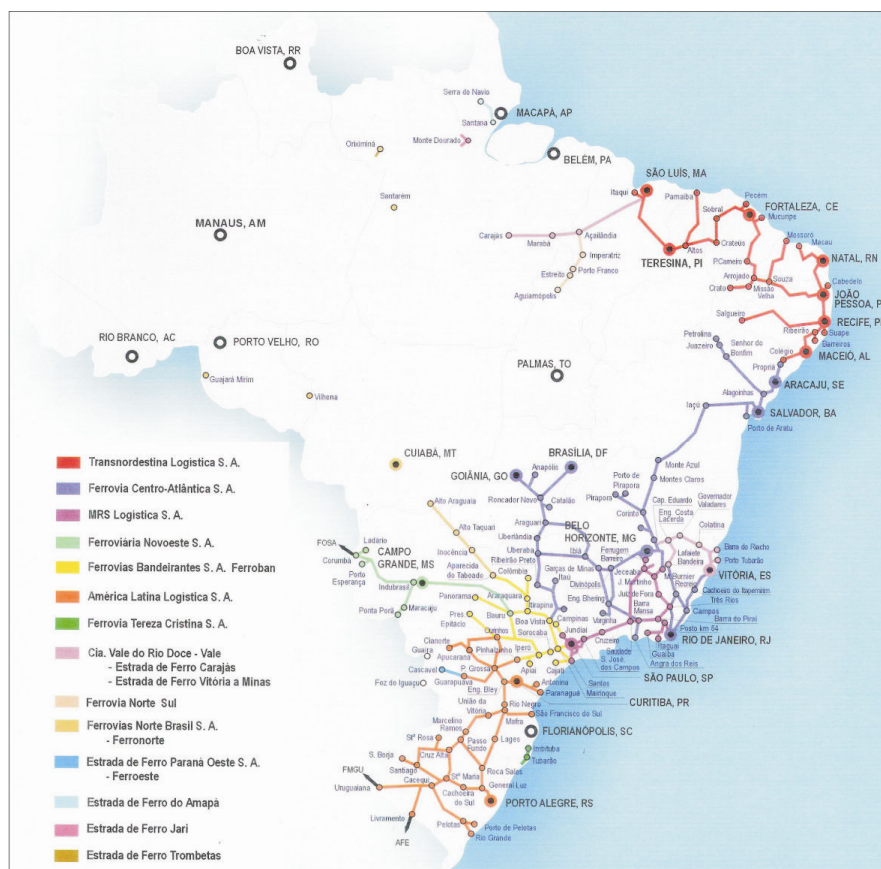 BOA VISTA, RR
Serra do Navio
MACAPÁ, AP
Santana
Monte Dourado
Oriximiná
BELÉM, PA
SÃO LUÍS, MA
Itaqui
Parnaiba
Pecém
Sobral
FORTALEZA, CE
Mucuripe
Santarem
MANAUS, AM
Carajás
Marabá
Açailândia
Imperatriz
Porto Franco
Estreito
Aguiarnópolis
TERESINA, PI
Altos
Crateús
Mossoró
Macau
NATAL, RN
P.Carneiro
Arrojado
Souza
Crato
Missão
Velha
Cabedelo
JOÃO
PESSOA, P
Salgueiro
RECIFE, P
Ribeirão
Suape
Barreiros
MACEIÓ, AL
Colégio
Propriá
RIO BRANCO, AC
PORTO VELHO, RO
Guajará Mirim
Vilhena
PALMAS, TO
Petrolina
Juazeiro
Senhor do
Bonfim
ARACAJU, SE
Alagoinhas
SALVADOR, BA
Iaçú
Porto de Aratu
CUIABÁ, MT
GOIÂNIA, GO
Anápolis
BRASÍLIA, DF
Roncador Novo
Catalão
Monte Azul
Montes Claros
Porto de
Pirapora
Pirapora
Corinto
Cap. Eduardo
Governador
Valadares
Eng. Costa
Lacerda
Colatina
Alto Araguaia
Alto Taquari
Inocência
Araguari
Uberlandia
Uberaba
BELO
HORIZONTE, MG
Ibiá
Ferrugem
Barreiro
Lafaiete
Bandeira
Barra do Riacho
Porto Tubarão
VITÓRIA, ES
Cachoeiro do Itapemirim
Três Rios
Campos
Barra do Piraí
Porto km 64
RIO DE JANEIRO, RJ
FOSA
Ladário
Corumbá
Porto
Esperança
CAMPO
GRANDE, MS
Indubrasil
Ponta Porã
Maracaju
Aparecida
do Taboado
Ribeirão Preto
Colômbia
Garças de Minas
Itaú
Divinópolis
Jeceaba
J. Murtinho
M.Burnier
Recreio
Juiz de Fora
Barra
Mansa
Eng. Bhering
Varginha
Panorama
Araraquara
Itirapina
Pres
Epitácio
Bauru
Boa Vista
Campinas
Jundiaí
Sorocaba
Cruzeiro
Saudade
S. José
dos Campos
Itaguaí
Guaiba
Angra dos Reis
SÃO PAULO, SP
Santos
Mairinque
Ourinhos
Iperó
Apiaí
Cajati
Cianorte
Guaira
Apucarana
Pinhalzinho
Cascavel
P. Grossa
Foz do Iguaçu
Guarapuava
Eng. Bley
Antonina
Paranaguá
CURITIBA, PR
União da
Vitória
Rio Negro
Mafra
São Francisco do Sul
Marcelino
Ramos
FLORIANÓPOLIS, SC
Imbituba
Tubarão
Stª Rosa
Cruz Alta
Passo
Fundo
Lages
S. Borja
Santiago
Roca Salas
FMGU
Uruguaiana
Cacequi
Stª Maria
General Luz
Cachoeira
do Sul
PORTO ALEGRE, RS
Livramento
AFE
Pelotas
Porto de Pelotas
Rio Grande
Transnordestina Logística S. A.
Ferrovia Centro-Atlântica S. A.
MRS Logística S. A.
Ferroviária Novoeste S. A.
Ferrovias Bandeirantes S. A. Ferroban
América Latina Logística S. A.
Ferrovia Tereza Cristina S. A.
Cia. Vale do Rio Doce - Vale
- Estrada de Ferro Carajás
- Estrada de Ferro Vitória a Minas
Ferrovia Norte Sul
Ferrovias Norte Brasil S. A.
- Ferronorte
Estrada de Ferro Paraná Oeste S. A.
- Ferroeste
Estrada de Ferro do Amapá
Estrada de Ferro Jari
Estrada de Ferro Trombetas